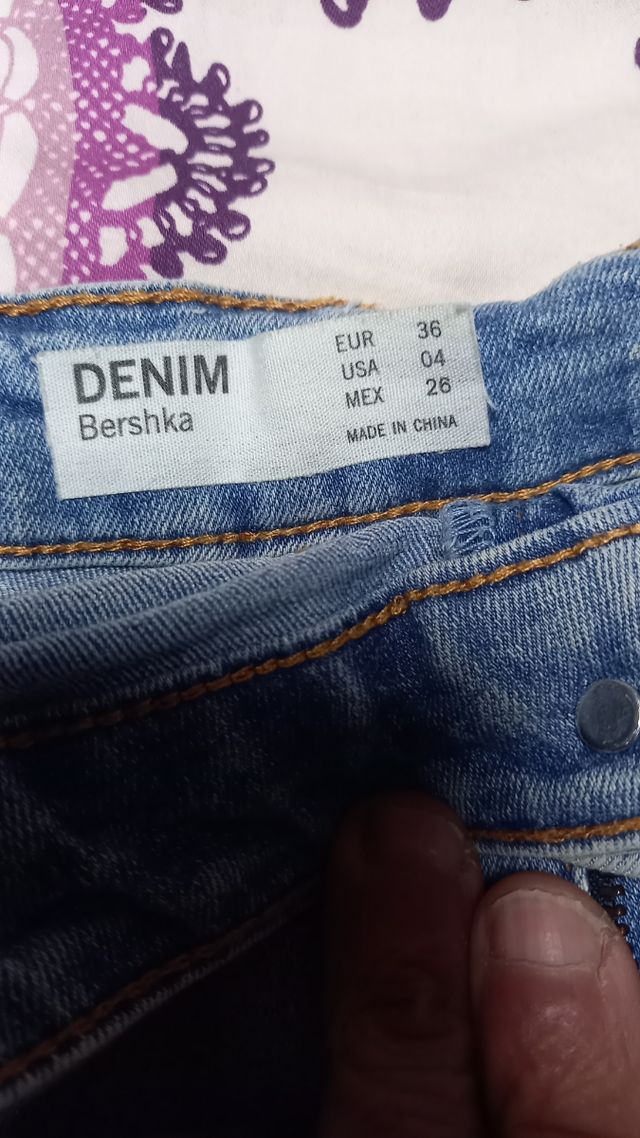 DENIM
Bershka
EUR 36
USA 04
MEX 26
MADE IN CHINA